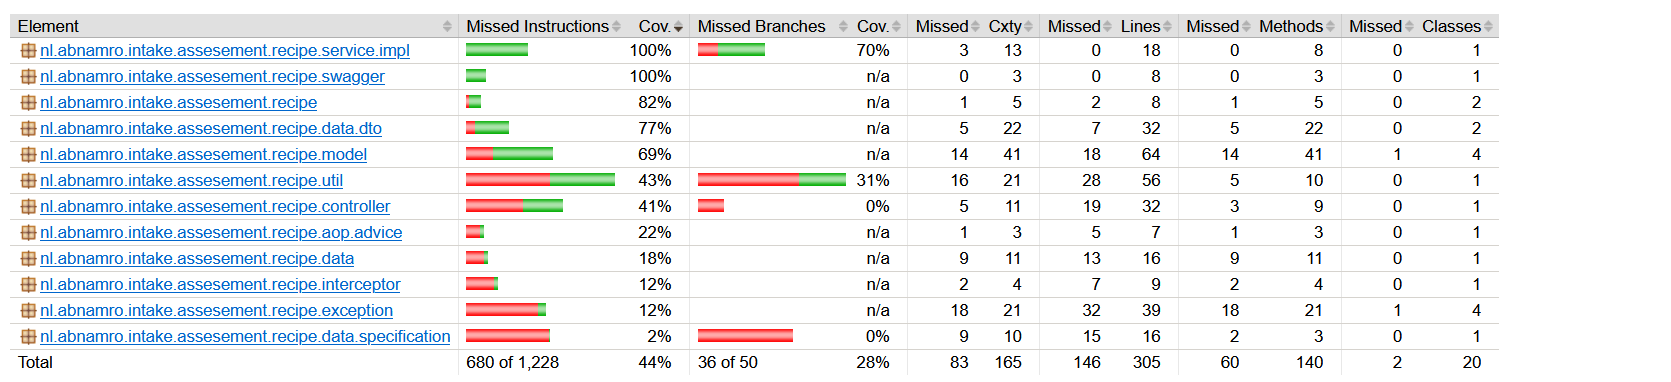 Element Missed Instructions Cov. Missed Branches Cov. Missed Cxty Missed Lines Missed Methods Missed Classes
nl.abnamro.intake.assesement.recipe.service.impl 100% 70% 3 13 0 18 0 8 0 1
nl.abnamro.intake.assesement.recipe.swagger 100% n/a 0 3 0 8 0 3 0 1
nl.abnamro.intake.assesement.recipe 82% n/a 1 5 2 8 1 5 0 2
nl.abnamro.intake.assesement.recipe.data.dto 77% n/a 5 22 7 32 5 22 0 2
nl.abnamro.intake.assesement.recipe.model 69% n/a 14 41 18 64 14 41 1 4
nl.abnamro.intake.assesement.recipe.util 43% 31% 16 21 28 56 5 10 0 1
nl.abnamro.intake.assesement.recipe.controller 41% 0% 5 11 19 32 3 9 0 1
nl.abnamro.intake.assesement.recipe.aop.advice 22% n/a 1 3 5 7 1 3 0 1
nl.abnamro.intake.assesement.recipe.data 18% n/a 9 11 13 16 9 11 0 1
nl.abnamro.intake.assesement.recipe.interceptor 12% n/a 2 4 7 9 2 4 0 1
nl.abnamro.intake.assesement.recipe.exception 12% n/a 18 21 32 39 18 21 1 4
nl.abnamro.intake.assesement.recipe.data.specification 2% 0% 9 10 15 16 2 3 0 1
Total 680 of 1,228 44% 36 of 50 28% 83 165 146 305 60 140 2 20